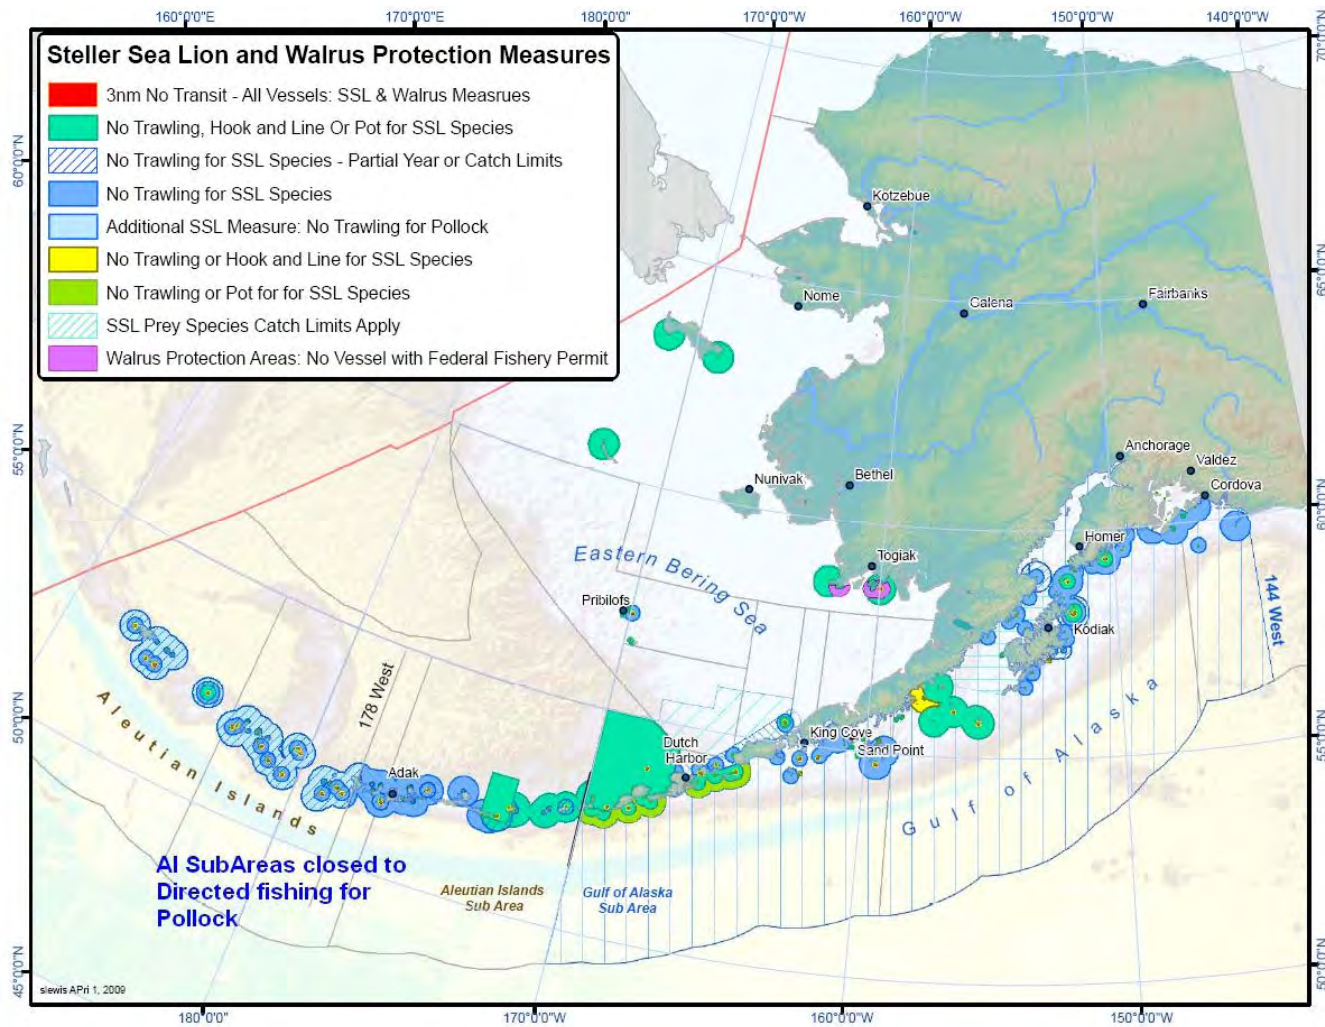 160°0'0"E
170°0'0"E
180°0'0"
170°0'0"W
160°0'0"W
150°0'0"W
140°0'0"W
Steller Sea Lion and Walrus Protection Measures
3nm No Transit - All Vessels: SSL & Walrus Measrues
No Trawling, Hook and Line Or Pot for SSL Species
No Trawling for SSL Species - Partial Year or Catch Limits
No Trawling for SSL Species
Additional SSL Measure: No Trawling for Pollock
No Trawling or Hook and Line for SSL Species
No Trawling or Pot for for SSL Species
SSL Prey Species Catch Limits Apply
Walrus Protection Areas: No Vessel with Federal Fishery Permit
70°0'0"N
60°0'0"N
65°0'0"N
55°0'0"N
60°0'0"N
50°0'0"N
55°0'0"N
45°0'0"N
50°0'0"N
Kotzebue
Nome
Galena
Fairbanks
Anchorage
Valdez
Cordova
Nunivak
Bethel
Homer
Togiak
Eastern Bering Sea
Pribilofs
Kodiak
144 West
178 West
Aleutian Islands
Dutch
Harbor
King Cove
Sand Point
Adak
Gulf of Alaska
AI SubAreas closed to
Directed fishing for
Pollock
Aleutian Islands
Sub Area
Gulf of Alaska
Sub Area
slewis APri 1, 2009
180°0'0"
170°0'0"W
160°0'0"W
150°0'0"W